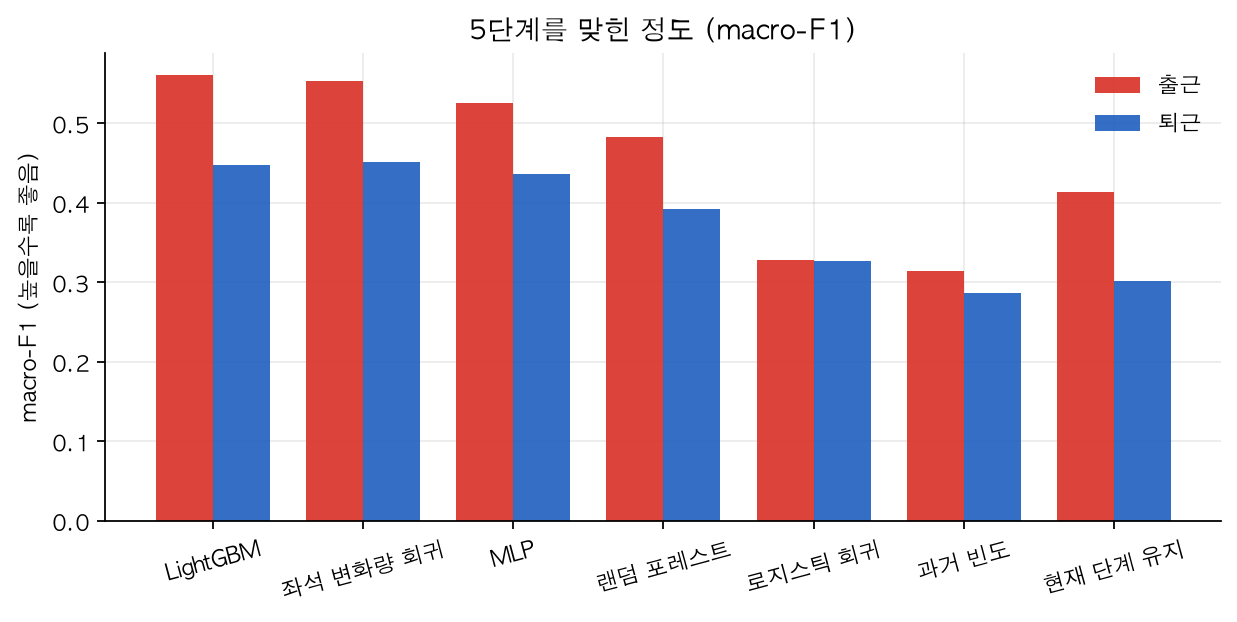 5단계를 맞힌 정도 (macro-F1)
출근
퇴근
macro-F1 (높을수록 좋음)
0.5
0.4
0.3
0.2
0.1
0.0
LightGBM
좌석 변화량 회귀
MLP
랜덤 포레스트
로지스틱 회귀
과거 빈도
현재 단계 유지